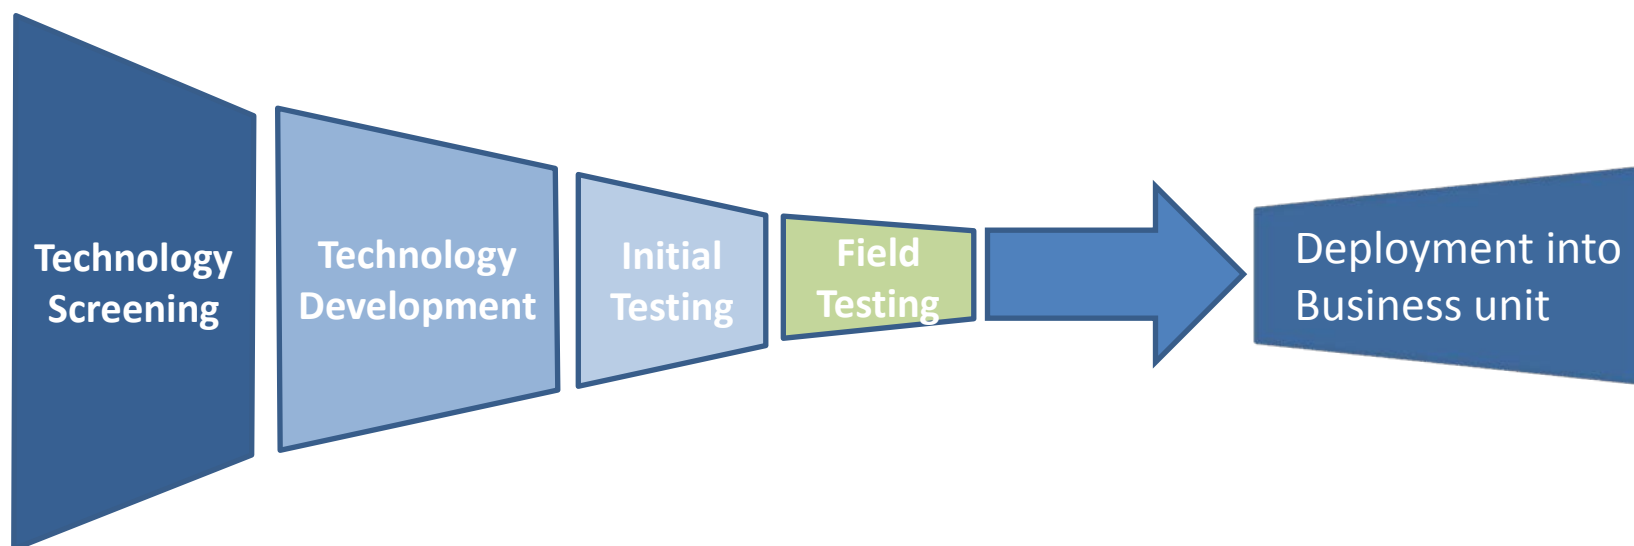 Technology
Screening
Technology
Development
Initial
Testing
Field
Testing
Deployment into
Business unit